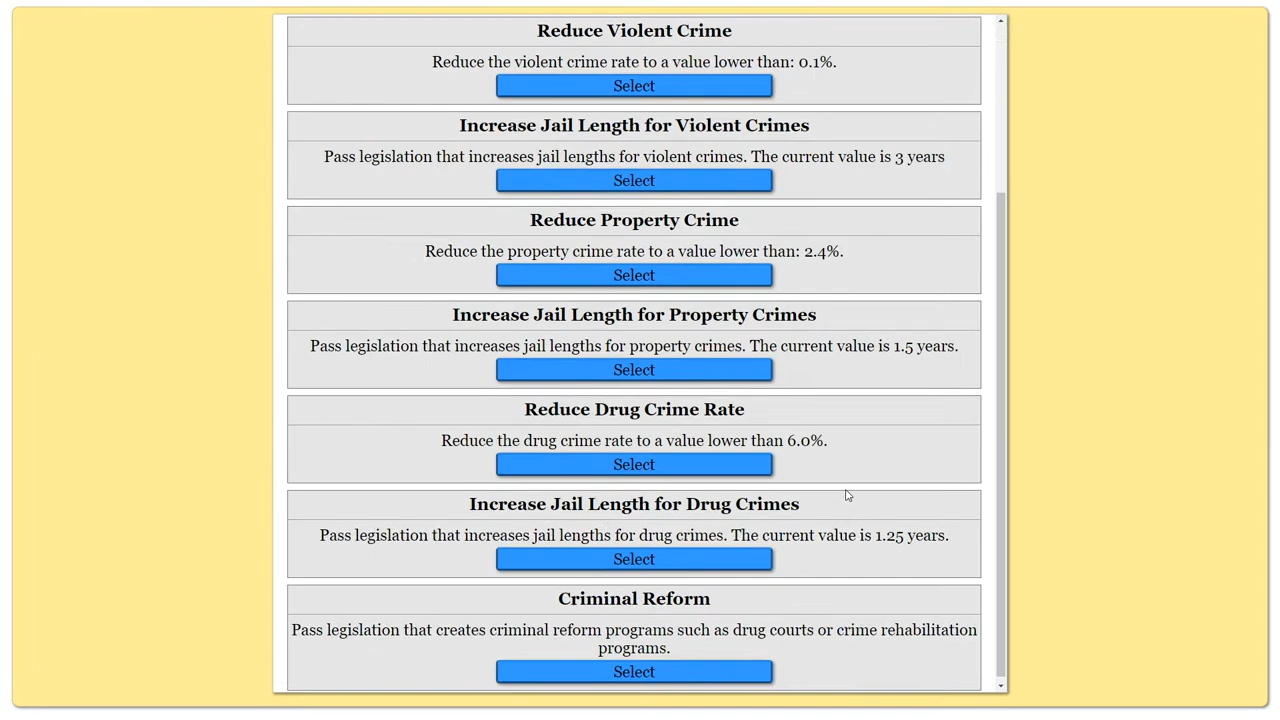 Reduce Violent Crime
Reduce the violent crime rate to a value lower than: 0.1%.
Select
Increase Jail Length for Violent Crimes
Pass legislation that increases jail lengths for violent crimes. The current value is 3 years
Select
Reduce Property Crime
Reduce the property crime rate to a value lower than: 2.4%.
Select
Increase Jail Length for Property Crimes
Pass legislation that increases jail lengths for property crimes. The current value is 1.5 years.
Select
Reduce Drug Crime Rate
Reduce the drug crime rate to a value lower than 6.0%.
Select
Increase Jail Length for Drug Crimes
Pass legislation that increases jail lengths for drug crimes. The current value is 1.25 years.
Select
Criminal Reform
Pass legislation that creates criminal reform programs such as drug courts or crime rehabilitation
programs.
Select